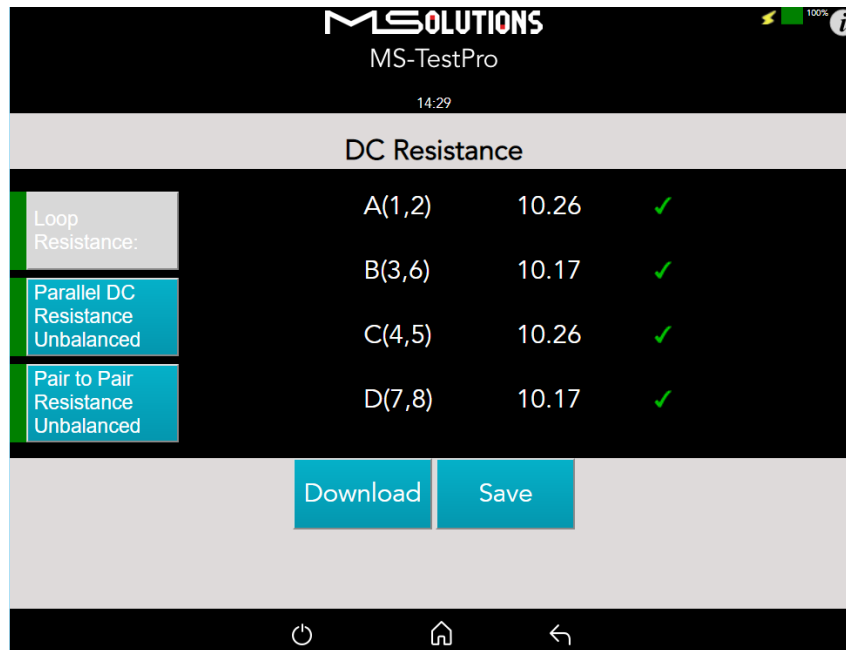 MSOLUTIONS
100%
i
MS-TestPro
14:29
DC Resistance
Loop
Resistance:
Parallel DC
Resistance
Unbalanced
Pair to Pair
Resistance
Unbalanced
A(1,2) 10.26 ✓
B(3,6) 10.17 ✓
C(4,5) 10.26 ✓
D(7,8) 10.17 ✓
Download Save